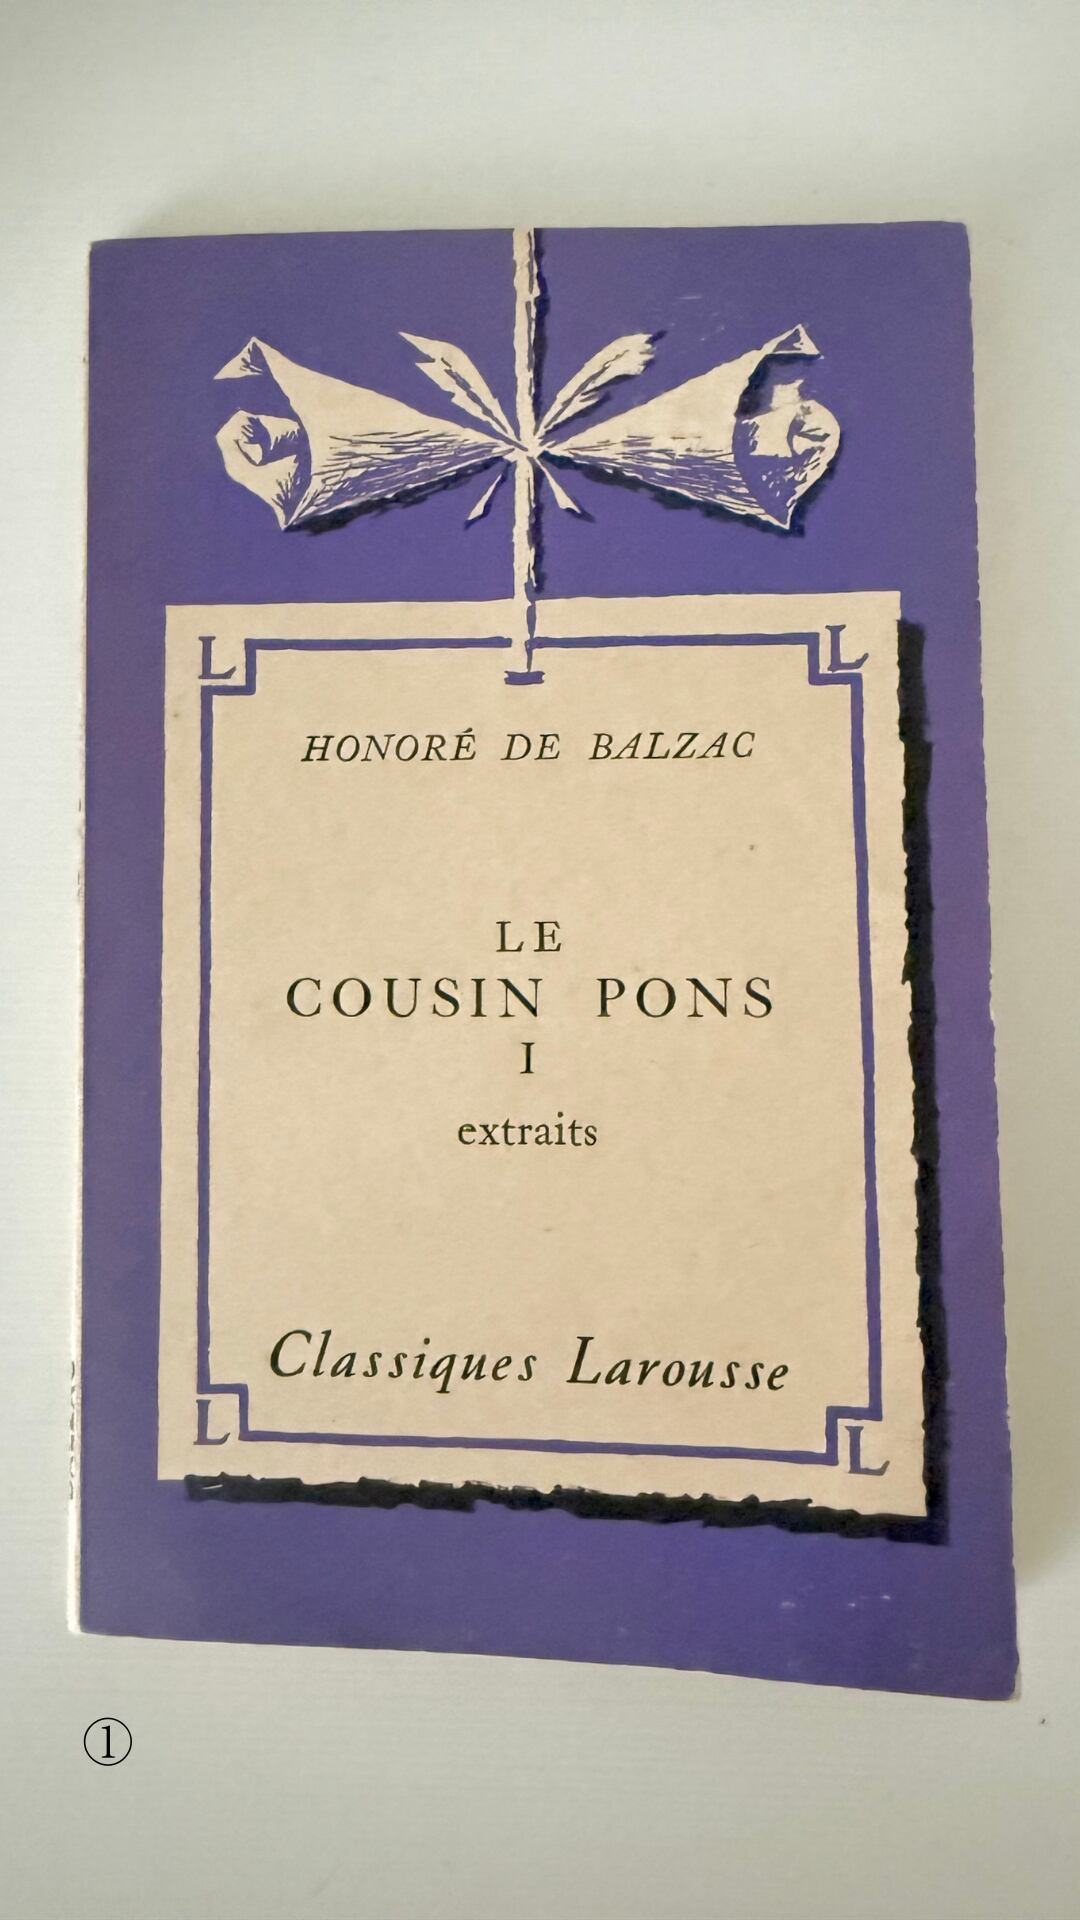 L L
HONORÉ DE BALZAC
LE
COUSIN PONS
I
extraits
Classiques Larousse
L L
①